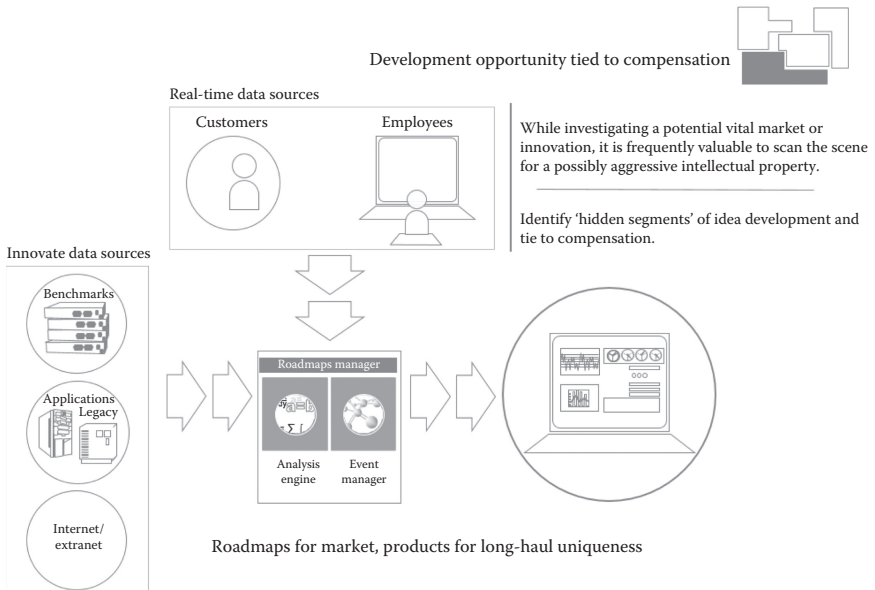 Development opportunity tied to compensation
Real-time data sources
Customers
Employees
While investigating a potential vital market or
innovation, it is frequently valuable to scan the scene
for a possibly aggressive intellectual property.
Identify ‘hidden segments’ of idea development and
tie to compensation.
Innovate data sources
Benchmarks
Applications
Legacy
Internet/
extranet
Roadmaps manager
Analysis
engine
Event
manager
Roadmaps for market, products for long-haul uniqueness